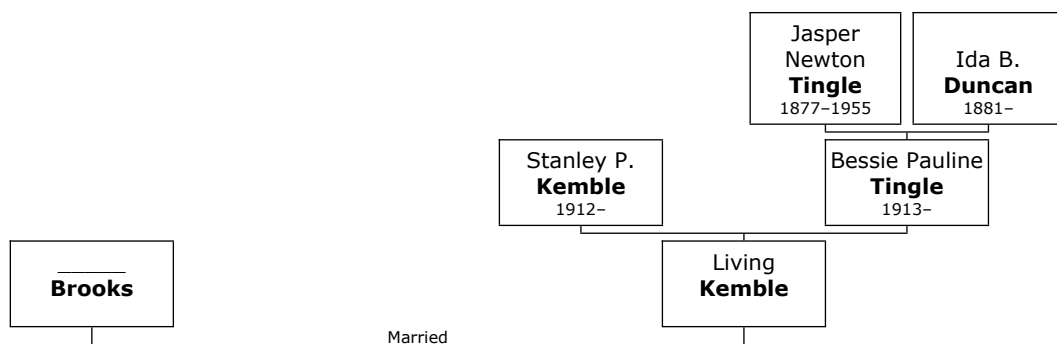 Jasper
Newton
Tingle
1877–1955
Ida B.
Duncan
1881–
Stanley P.
Kemble
1912–
Bessie Pauline
Tingle
1913–
______
Brooks
Living
Kemble
Married